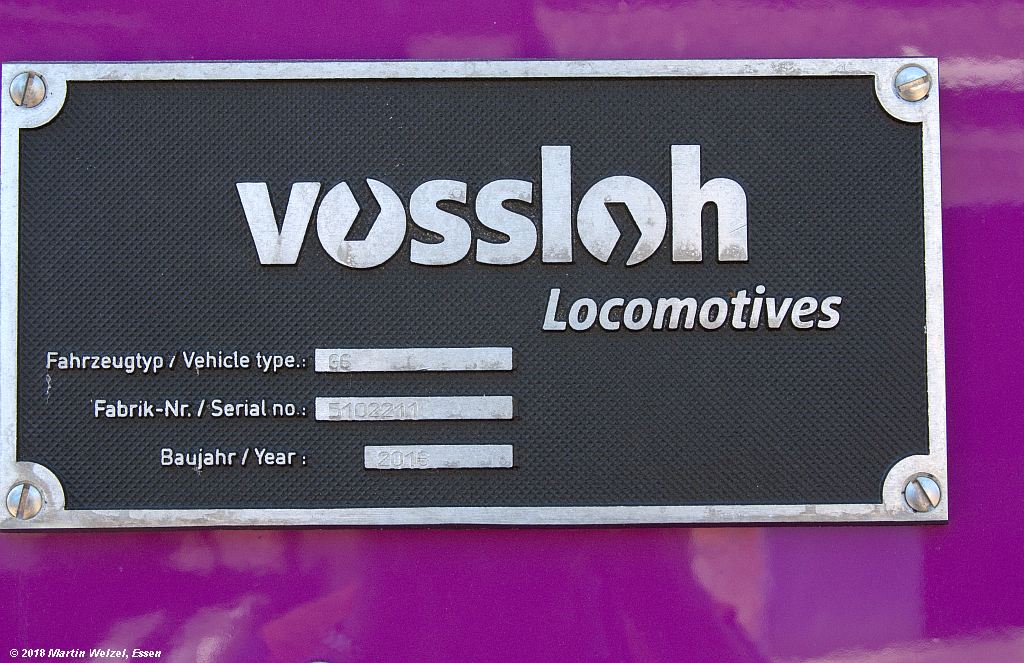 vossloh
Locomotives
Fahrzeugtyp / Vehicle type.: G6
Fabrik-Nr. / Serial no.: 5102211
Baujahr / Year : 2016
© 2018 Martin Welzel, Essen